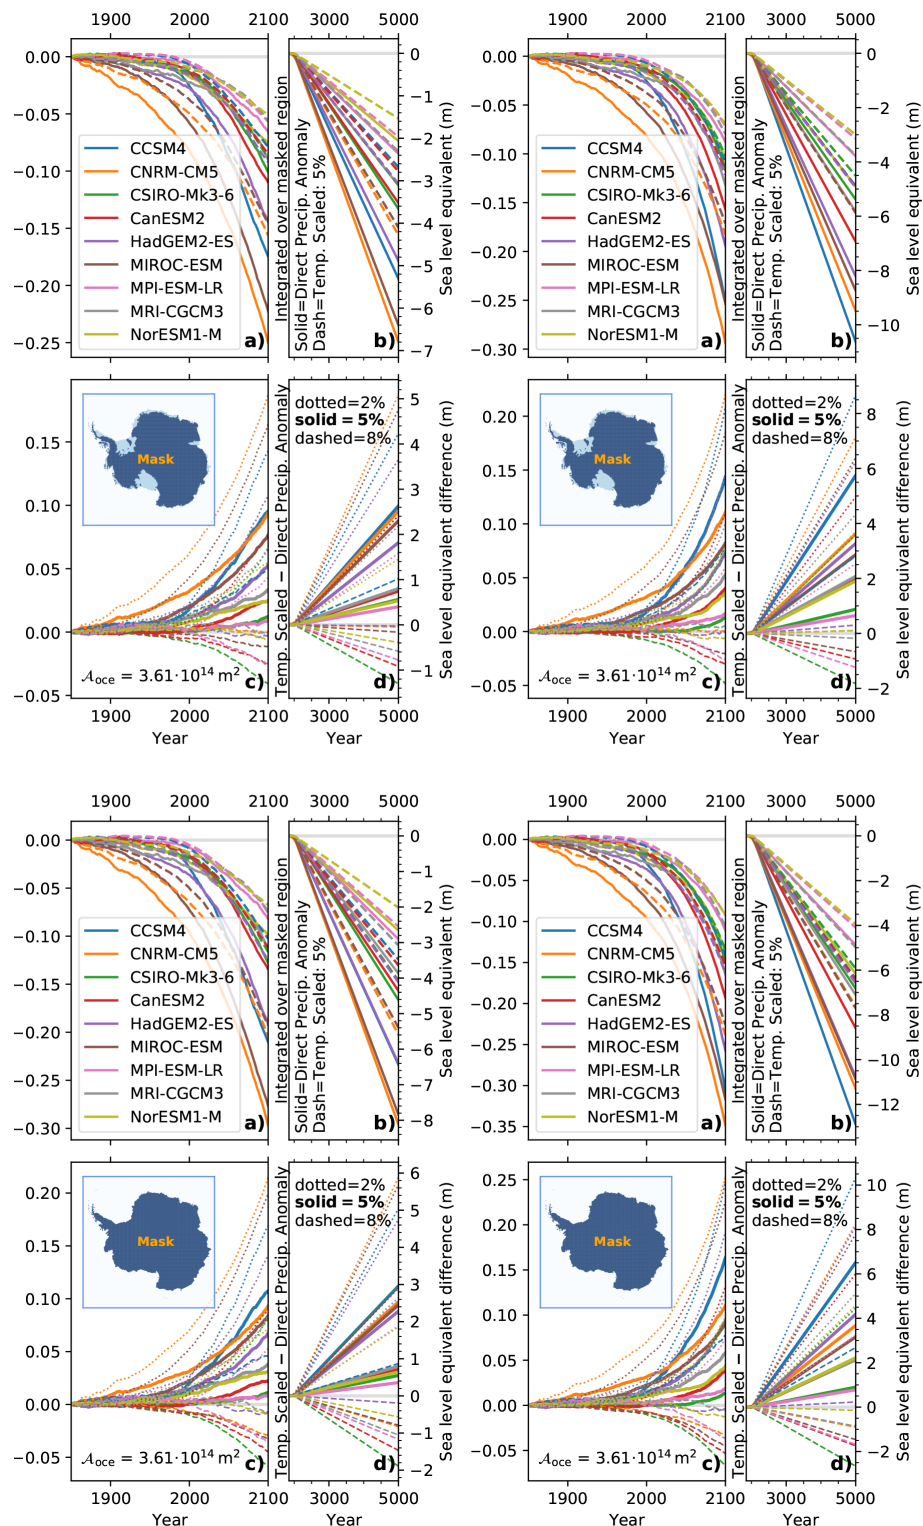 1900 2000 2100 3000 5000
0.00
−0.05
−0.10
−0.15
−0.20
−0.25
CCSM4
CNRM-CM5
CSIRO-Mk3-6
CanESM2
HadGEM2-ES
MIROC-ESM
MPI-ESM-LR
MRI-CGCM3
NorESM1-M
a)
Integrated over masked region
Solid=Direct Precip. Anomaly
Dash=Temp. Scaled: 5%
b)
0
−1
−2
−3
−4
−5
−6
−7
Sea level equivalent (m)
1900 2000 2100 3000 5000
0.00
−0.05
−0.10
−0.15
−0.20
−0.25
−0.30
CCSM4
CNRM-CM5
CSIRO-Mk3-6
CanESM2
HadGEM2-ES
MIROC-ESM
MPI-ESM-LR
MRI-CGCM3
NorESM1-M
a)
Integrated over masked region
Solid=Direct Precip. Anomaly
Dash=Temp. Scaled: 5%
b)
0
−2
−4
−6
−8
−10
Sea level equivalent (m)
0.15
0.10
0.05
0.00
−0.05
Mask
𝒜oce = 3.61·10¹⁴ m²
c)
Temp. Scaled − Direct Precip. Anomaly
dotted=2%
solid = 5%
dashed=8%
d)
5
4
3
2
1
0
−1
Sea level equivalent difference (m)
1900 2000 2100 3000 5000
Year Year
0.20
0.15
0.10
0.05
0.00
−0.05
Mask
𝒜oce = 3.61·10¹⁴ m²
c)
Temp. Scaled − Direct Precip. Anomaly
dotted=2%
solid = 5%
dashed=8%
d)
8
6
4
2
0
−2
Sea level equivalent difference (m)
1900 2000 2100 3000 5000
Year Year
1900 2000 2100 3000 5000
0.00
−0.05
−0.10
−0.15
−0.20
−0.25
−0.30
CCSM4
CNRM-CM5
CSIRO-Mk3-6
CanESM2
HadGEM2-ES
MIROC-ESM
MPI-ESM-LR
MRI-CGCM3
NorESM1-M
a)
Integrated over masked region
Solid=Direct Precip. Anomaly
Dash=Temp. Scaled: 5%
b)
0
−1
−2
−3
−4
−5
−6
−7
−8
Sea level equivalent (m)
1900 2000 2100 3000 5000
0.00
−0.05
−0.10
−0.15
−0.20
−0.25
−0.30
−0.35
CCSM4
CNRM-CM5
CSIRO-Mk3-6
CanESM2
HadGEM2-ES
MIROC-ESM
MPI-ESM-LR
MRI-CGCM3
NorESM1-M
a)
Integrated over masked region
Solid=Direct Precip. Anomaly
Dash=Temp. Scaled: 5%
b)
0
−2
−4
−6
−8
−10
−12
Sea level equivalent (m)
0.20
0.15
0.10
0.05
0.00
−0.05
Mask
𝒜oce = 3.61·10¹⁴ m²
c)
Temp. Scaled − Direct Precip. Anomaly
dotted=2%
solid = 5%
dashed=8%
d)
6
5
4
3
2
1
0
−1
−2
Sea level equivalent difference (m)
1900 2000 2100 3000 5000
Year Year
0.25
0.20
0.15
0.10
0.05
0.00
−0.05
Mask
𝒜oce = 3.61·10¹⁴ m²
c)
Temp. Scaled − Direct Precip. Anomaly
dotted=2%
solid = 5%
dashed=8%
d)
10
8
6
4
2
0
−2
Sea level equivalent difference (m)
1900 2000 2100 3000 5000
Year Year